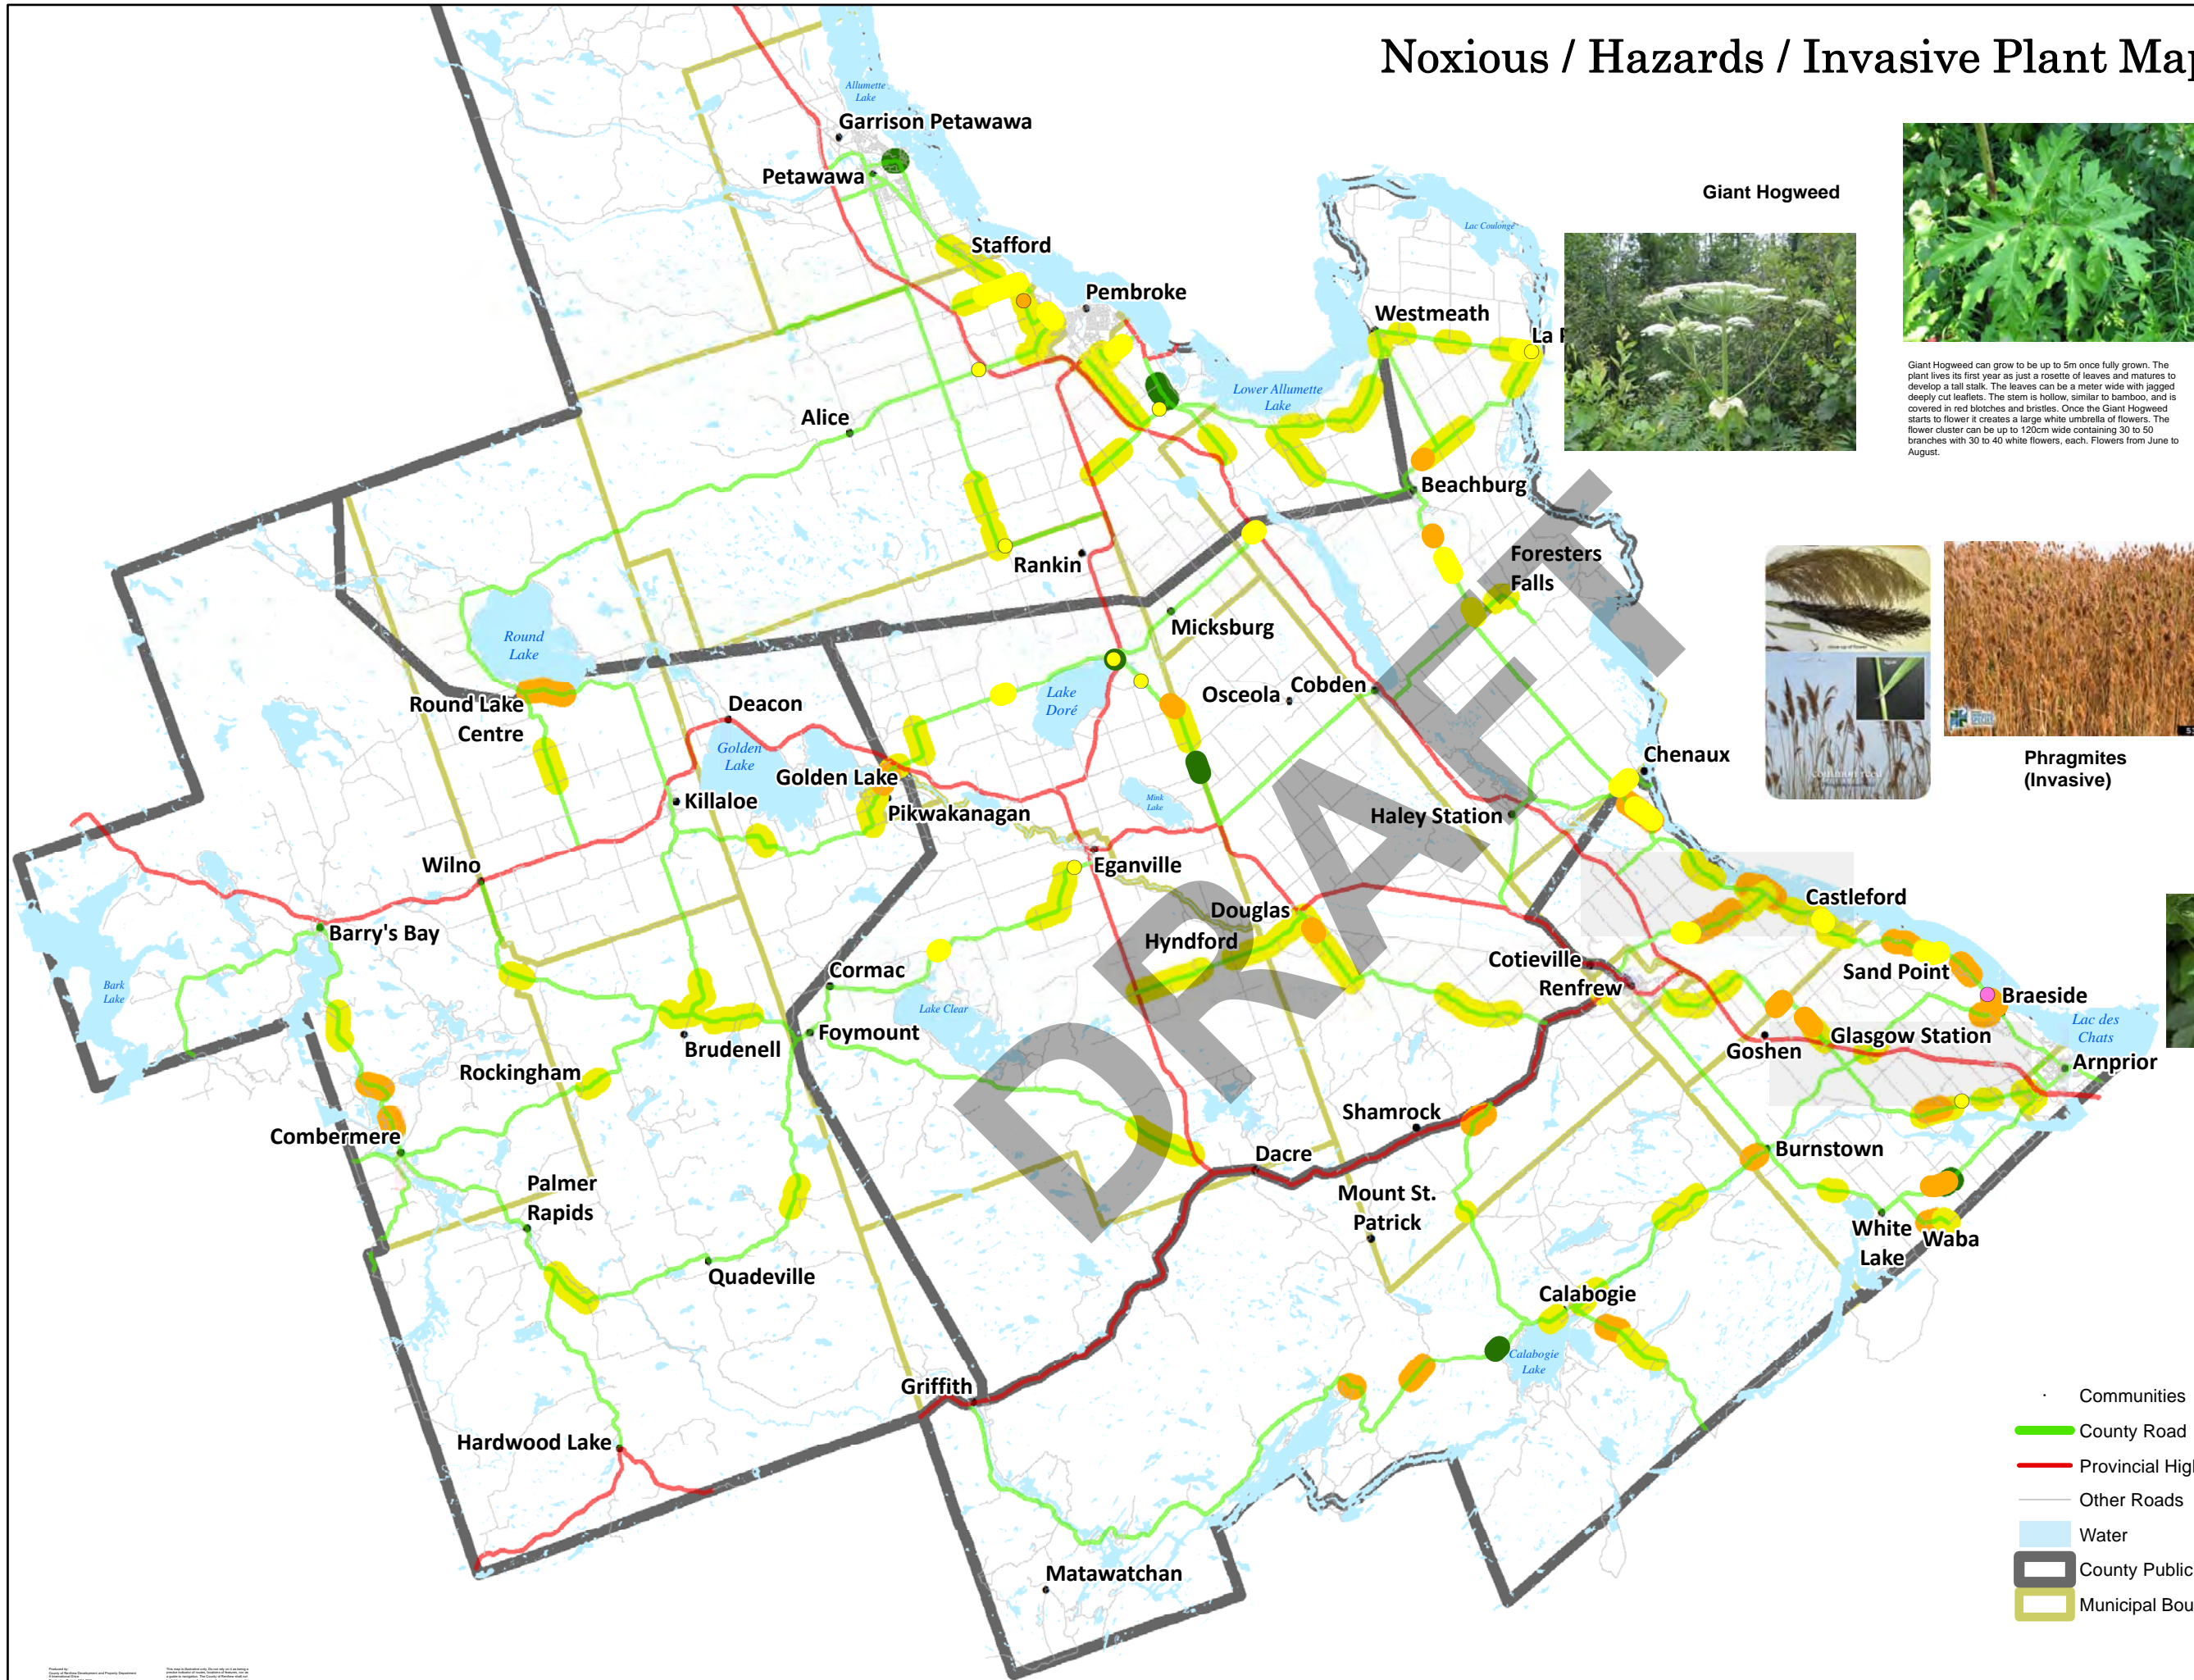 Noxious / Hazards / Invasive Plant Map
Allumette
Lake
Garrison Petawawa
Petawawa
Giant Hogweed
Lac Coulonge
Stafford
Pembroke
Westmeath
La
Giant Hogweed can grow to be up to 5m once fully grown. The
plant lives its first year as just a rosette of leaves and matures to
develop a tall stalk. The leaves can be a meter wide with jagged
deeply cut leaflets. The stem is hollow, similar to bamboo, and is
covered in red blotches and bristles. Once the Giant Hogweed
starts to flower it creates a large white umbrella of flowers. The
flower cluster can be up to 120cm wide containing 30 to 50
branches with 30 to 40 white flowers, each. Flowers from June to
August.
Lower Allumette
Lake
Alice
Beachburg
Rankin
Foresters
Falls
Micksburg
Round
Lake
Round Lake
Centre
Deacon
Lake
Doré
Osceola
Cobden
Golden
Lake
Golden Lake
Killaloe
Pikwakanagan
Mink
Lake
Chenaux
Haley Station
Phragmites
(Invasive)
common reed
Wilno
Eganville
Barry's Bay
Douglas
Hyndford
Castleford
Cormac
Cotieville
Renfrew
Sand Point
Bark
Lake
Lake Clear
Braeside
Foymount
Brudenell
Lac des
Chats
Goshen
Glasgow Station
Arnprior
Rockingham
Combermere
Shamrock
Burnstown
Dacre
Palmer
Rapids
Mount St.
Patrick
White
Lake
Waba
Quadeville
Calabogie
Calabogie
Lake
Griffith
Hardwood Lake
Matawatchan
DRAFT
Communities
County Road
Provincial High
Other Roads
Water
County Public
Municipal Bou